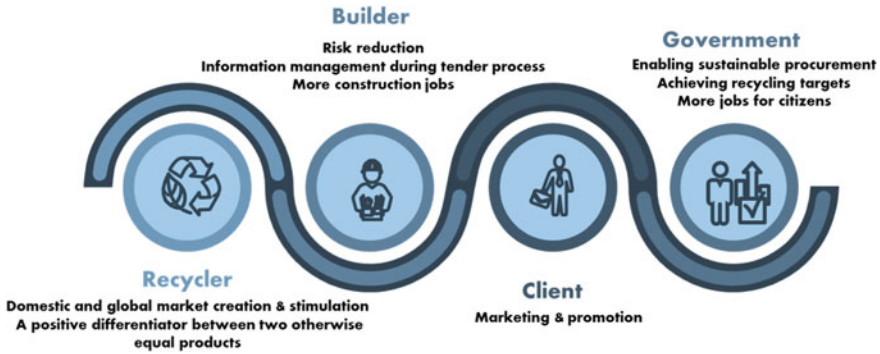 Builder
Risk reduction
Information management during tender process
More construction jobs
Government
Enabling sustainable procurement
Achieving recycling targets
More jobs for citizens
Recycler
Domestic and global market creation & stimulation
A positive differentiator between two otherwise
equal products
Client
Marketing & promotion